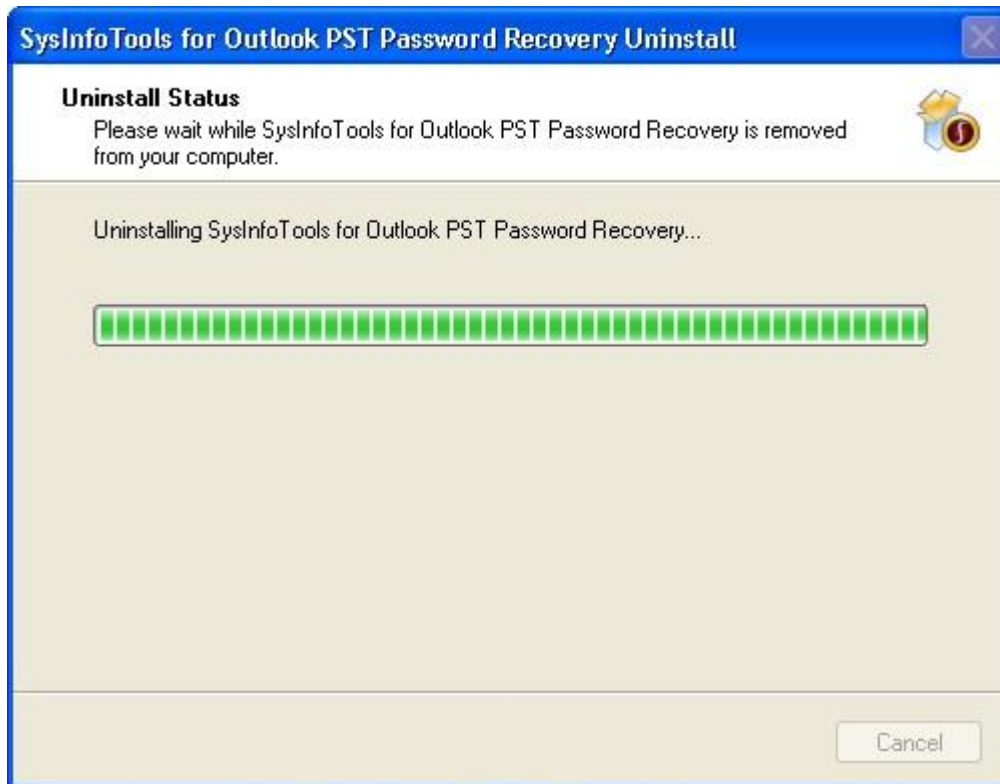 SysInfoTools for Outlook PST Password Recovery Uninstall
Uninstall Status
Please wait while SysInfoTools for Outlook PST Password Recovery is removed
from your computer.
Uninstalling SysInfoTools for Outlook PST Password Recovery...
Cancel